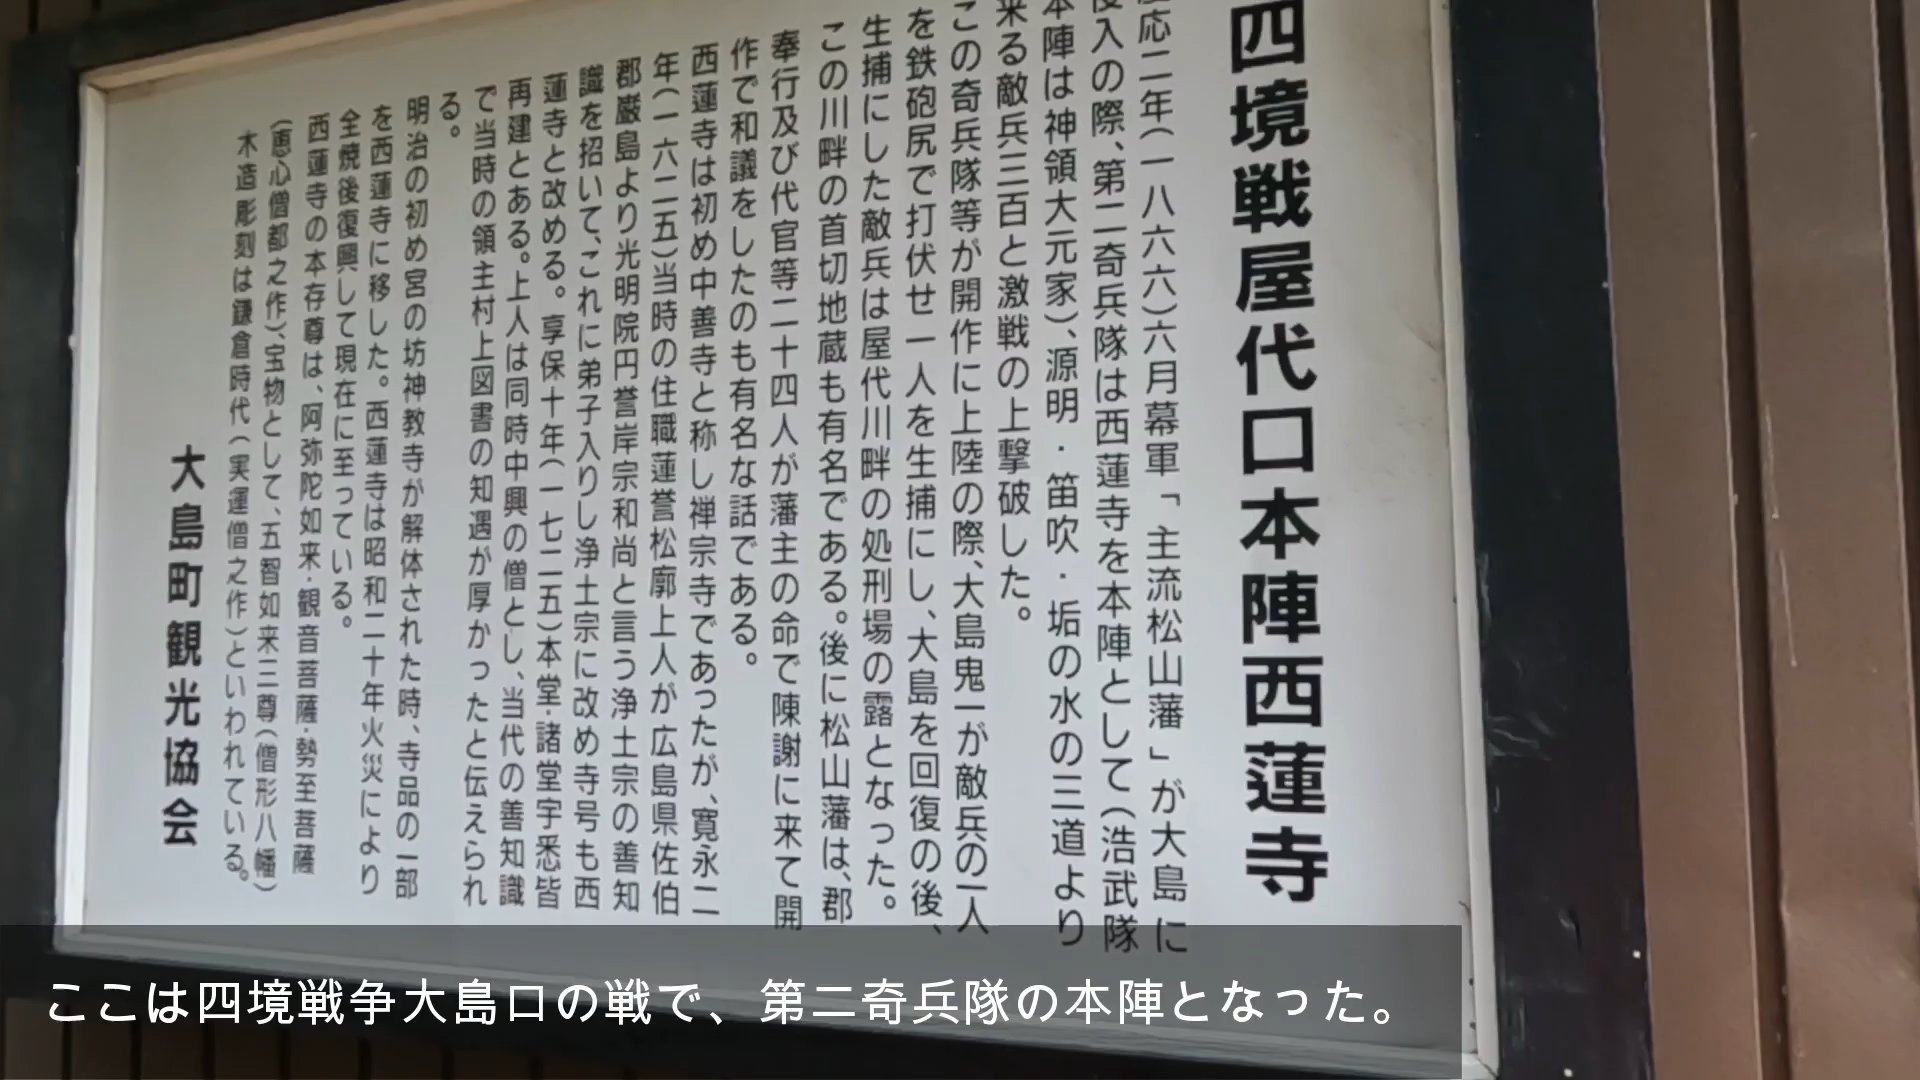 四境戦屋代口本陣西蓮寺
応二年(一八六六)六月幕軍「主流松山藩」が大島に
入の際、第二奇兵隊は西蓮寺を本陣として(浩武隊
本陣は神領大元家)、源明・笛吹・垢の水の三道より
来る敵兵三百と激戦の上撃破した。
この奇兵隊等が開作に上陸の際、大島鬼一が敵兵の一人
を鉄砲尻で打伏せ一人を生捕にし、大島を回復の後、
生捕にした敵兵は屋代川畔の処刑場の露となった。
この川畔の首切地蔵も有名である。後に松山藩は、郡
奉行及び代官等二十四人が藩主の命で陳謝に来て開
作で和議をしたのも有名な話である。
西蓮寺は初め中善寺と称し禅宗寺であったが、寛永二
年(一六二五)当時の住職蓮誉松廓上人が広島県佐伯
郡巌島より光明院円誉岸宗和尚と言う浄土宗の善知
識を招いて、これに弟子入りし浄土宗に改め寺号も西
蓮寺と改める。享保十年(一七二五)本堂・諸堂宇悉皆
再建とある。上人は同時中興の僧とし、当代の善知識
で当時の領主村上図書の知遇が厚かったと伝えられ
る。
明治の初め宮の坊神教寺が解体された時、寺品の一部
を西蓮寺に移した。西蓮寺は昭和二十年火災により
全焼後復興して現在に至っている。
西蓮寺の本存尊は、阿弥陀如来・観音菩薩・勢至菩薩
(恵心僧都之作)、宝物として、五智如来三尊(僧形八幡)
木造彫刻は鎌倉時代(実運僧之作)といわれている。
大島町観光協会
ここは四境戦争大島口の戦で、第二奇兵隊の本陣となった。